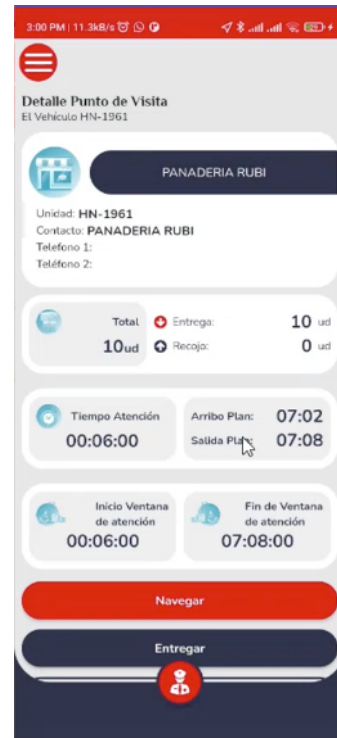 3:00 PM | 11.3kB/s
Detalle Punto de Visita
El Vehículo HN-1961
PANADERIA RUBI
Unidad: HN-1961
Contacto: PANADERIA RUBI
Telefono 1:
Teléfono 2:
Total
10ud
Entrega: 10 ud
Recojo: 0 ud
Tiempo Atención
00:06:00
Arribo Plan: 07:02
Salida Plan: 07:08
Inicio Ventana
de atención
00:06:00
Fin de Ventana
de atención
07:08:00
Navegar
Entregar